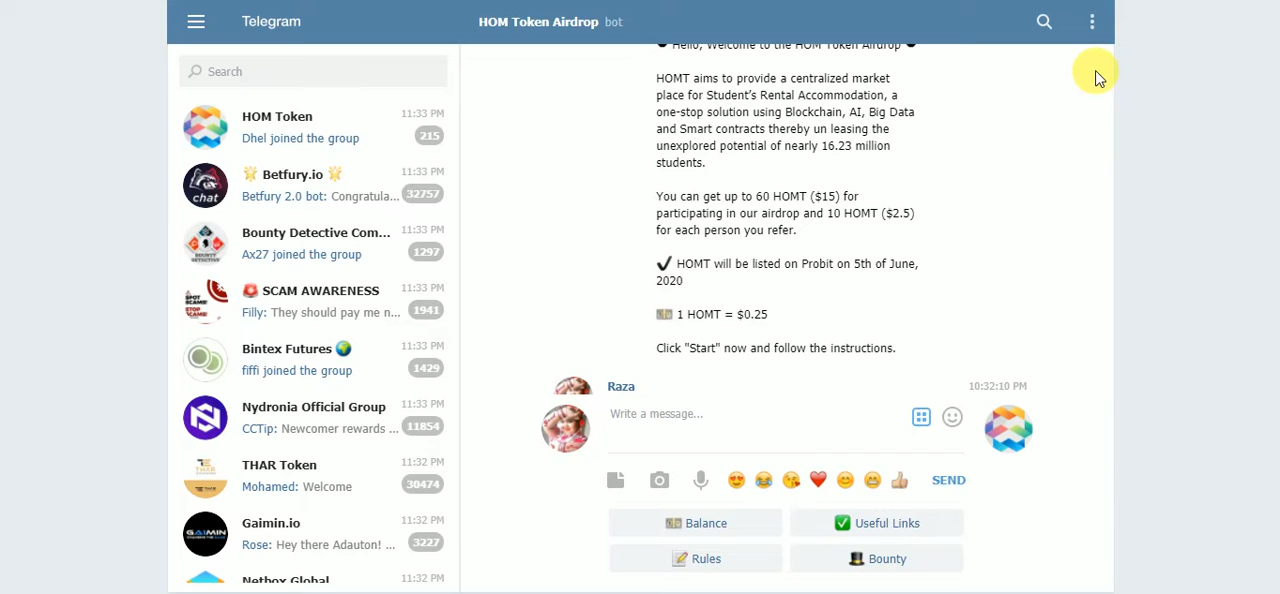 Telegram
HOM Token Airdrop bot
Search
HOM Token 11:33 PM
Dhel joined the group 215
🌟 Betfury.io 🌟 11:33 PM
Betfury 2.0 bot: Congratula... 32757
chat
Bounty Detective Com... 11:33 PM
Ax27 joined the group 1297
🚨 SCAM AWARENESS 11:33 PM
Filly: They should pay me n... 1941
Bintex Futures 🌍 11:33 PM
fiffi joined the group 1429
Nydronia Official Group 11:33 PM
CCTip: Newcomer rewards ... 11854
THAR Token 11:32 PM
Mohamed: Welcome 30474
Gaimin.io 11:32 PM
Rose: Hey there Adauton! ... 3227
GAIMIN
Netbox Global 11:32 PM
Hello, Welcome to the HOM Token Airdrop
HOMT aims to provide a centralized market
place for Student's Rental Accommodation, a
one-stop solution using Blockchain, AI, Big Data
and Smart contracts thereby un leasing the
unexplored potential of nearly 16.23 million
students.
You can get up to 60 HOMT ($15) for
participating in our airdrop and 10 HOMT ($2.5)
for each person you refer.
✔ HOMT will be listed on Probit on 5th of June,
2020
💵 1 HOMT = $0.25
Click "Start" now and follow the instructions.
Raza 10:32:10 PM
Write a message...
SEND
💵 Balance
✅ Useful Links
📝 Rules
🎩 Bounty